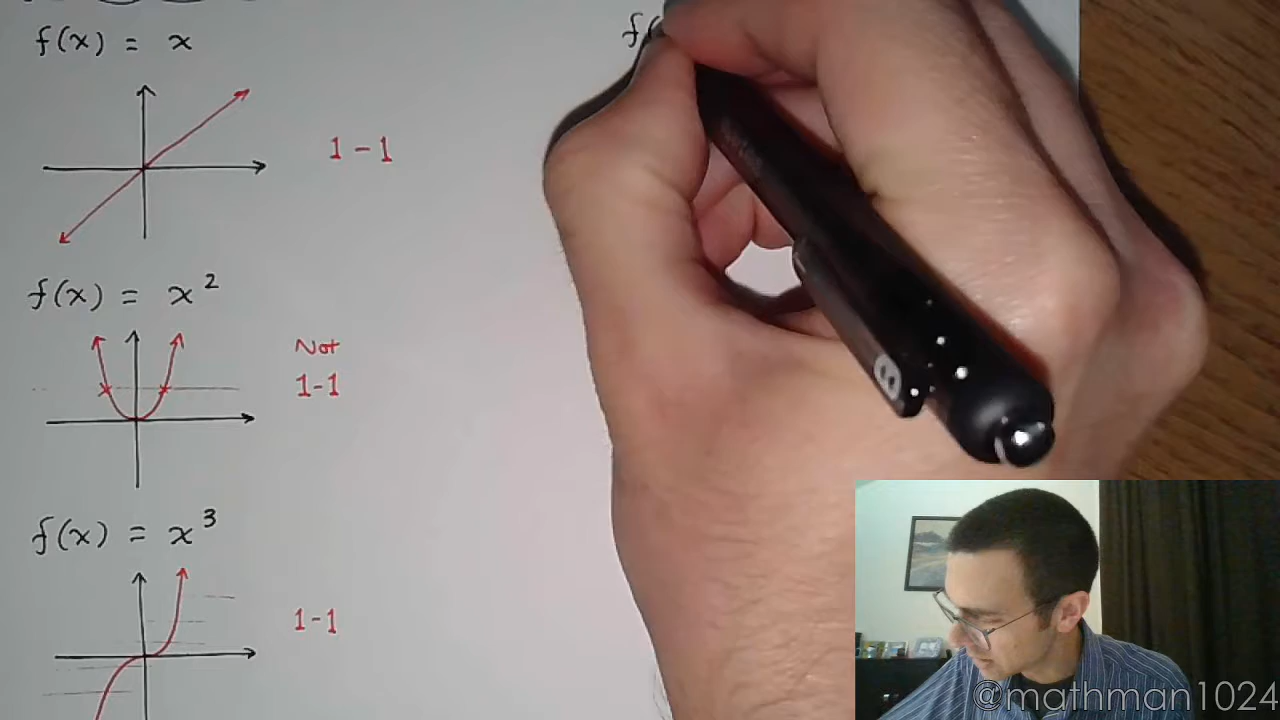 f(x) = x
1-1
f(x) = x²
Not
1-1
f(x) = x³
1-1
f(
@mathman1024